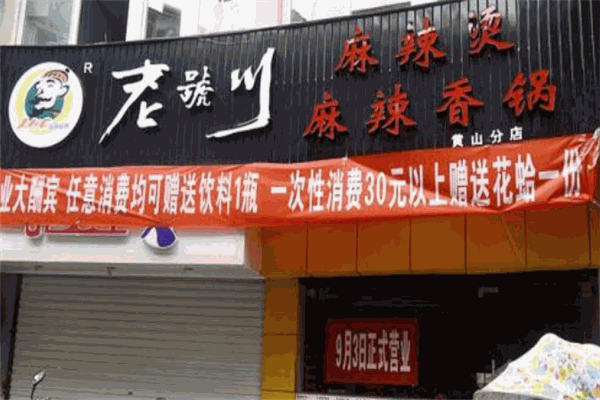 R
老號川
麻辣烫
麻辣香锅
黄山分店
业大酬宾 任意消费均可赠送饮料1瓶 一次性消费30元以上赠送花蛤一份
9月3日正式营业